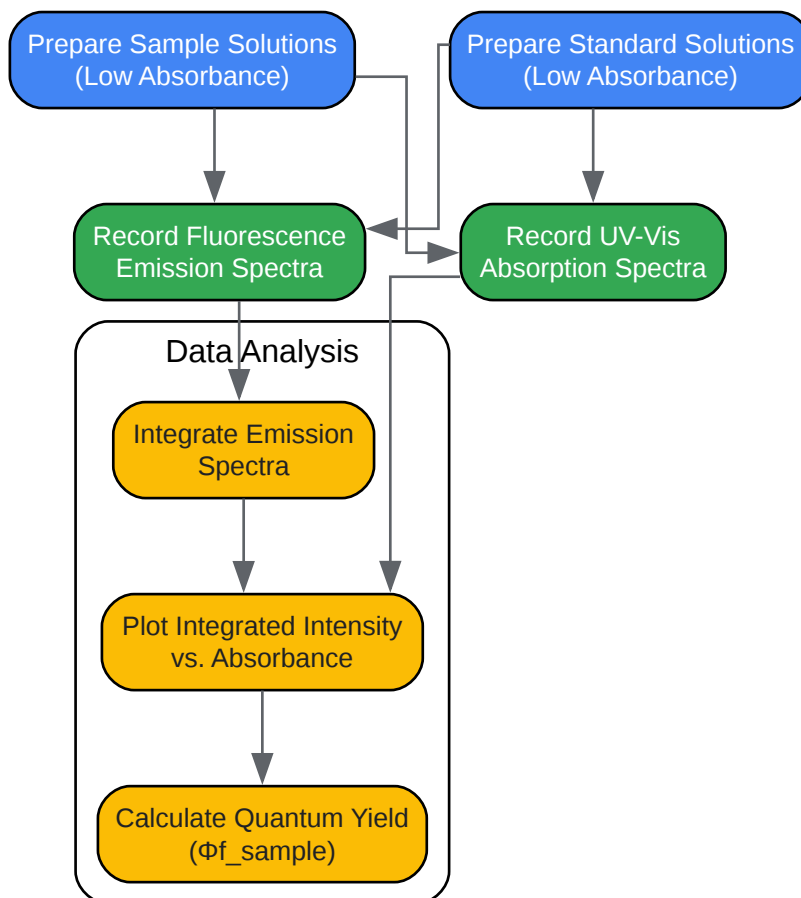 Prepare Sample Solutions
(Low Absorbance)
Prepare Standard Solutions
(Low Absorbance)
Record Fluorescence
Emission Spectra
Record UV-Vis
Absorption Spectra
Data Analysis
Integrate Emission
Spectra
Plot Integrated Intensity
vs. Absorbance
Calculate Quantum Yield
(Φf_sample)